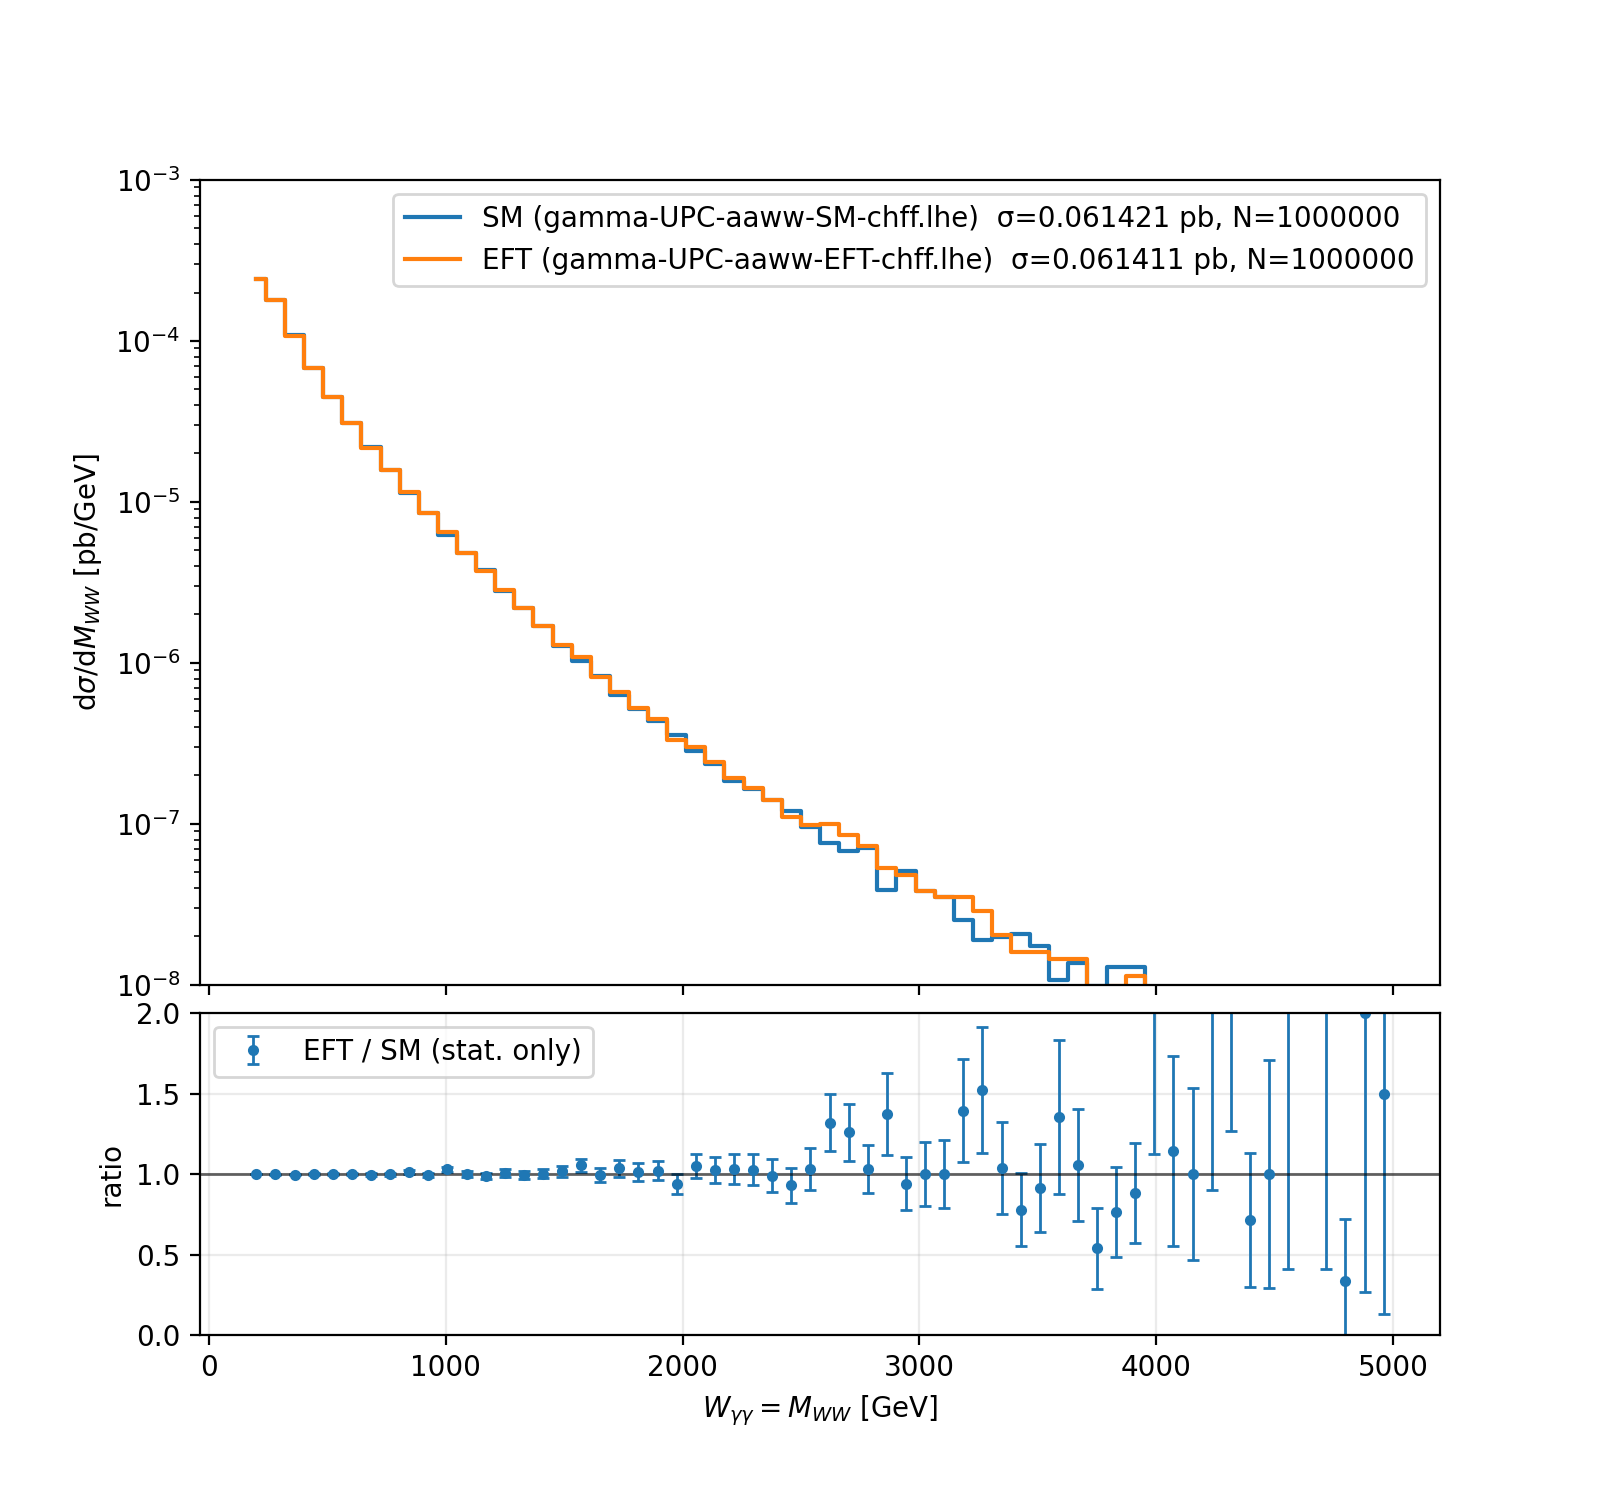 SM (gamma-UPC-aaww-SM-chff.lhe)  σ=0.061421 pb, N=1000000
EFT (gamma-UPC-aaww-EFT-chff.lhe)  σ=0.061411 pb, N=1000000
10⁻³
10⁻⁴
10⁻⁵
10⁻⁶
10⁻⁷
10⁻⁸
dσ/dM_WW [pb/GeV]
EFT / SM (stat. only)
2.0
1.5
1.0
0.5
0.0
ratio
0 1000 2000 3000 4000 5000
W_γγ = M_WW [GeV]